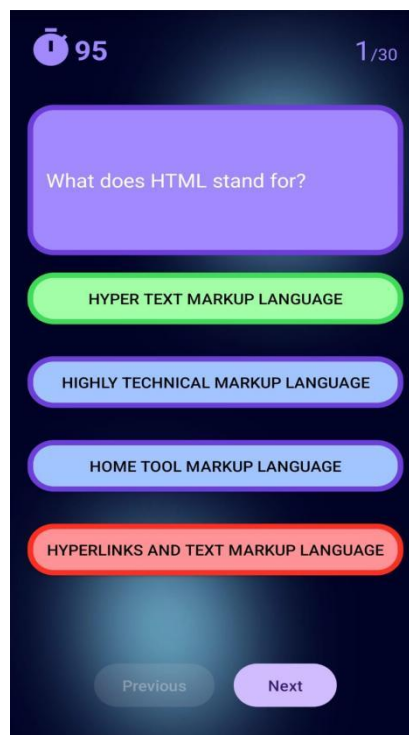 95
1/30
What does HTML stand for?
HYPER TEXT MARKUP LANGUAGE
HIGHLY TECHNICAL MARKUP LANGUAGE
HOME TOOL MARKUP LANGUAGE
HYPERLINKS AND TEXT MARKUP LANGUAGE
Previous
Next